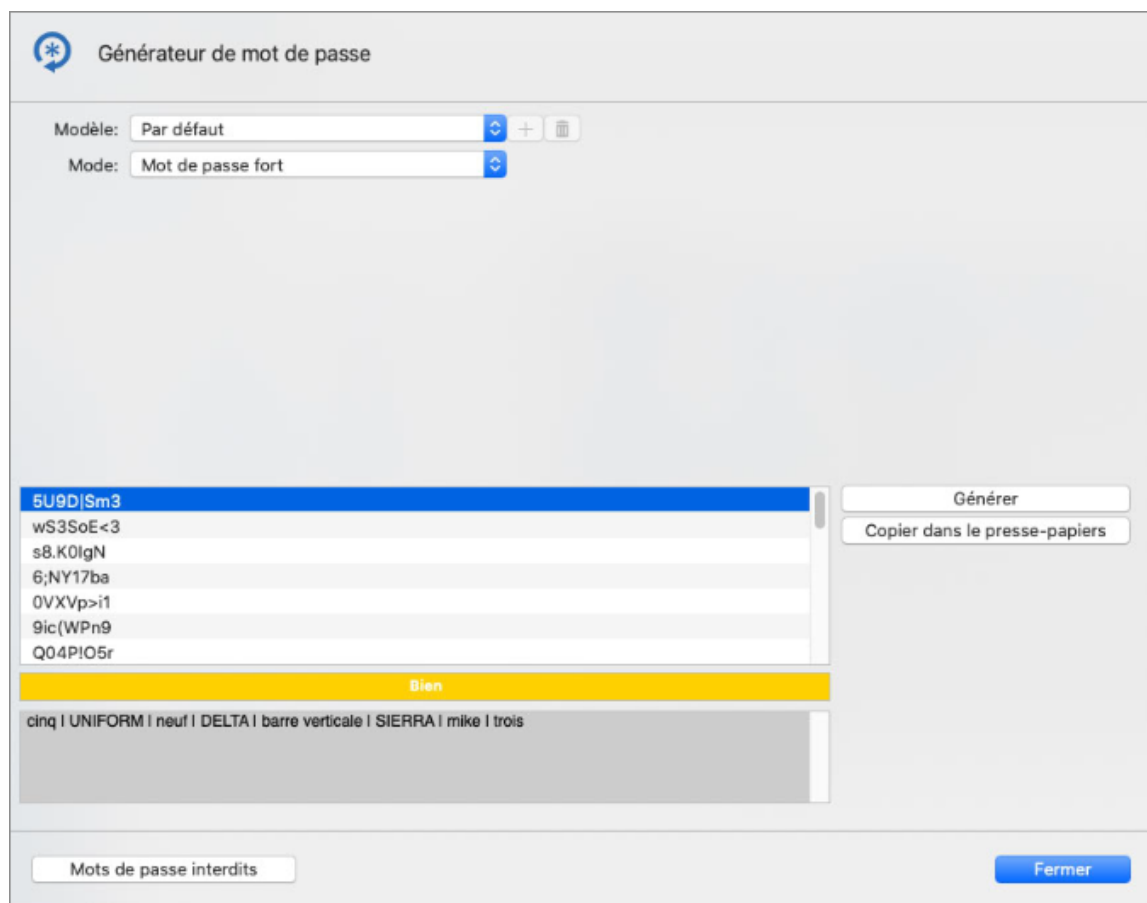 Générateur de mot de passe
Modèle: Par défaut
Mode: Mot de passe fort
5U9D|Sm3
wS3SoE<3
s8.K0IgN
6;NY17ba
0VXVp>i1
9ic(WPn9
Q04P!O5r
Générer
Copier dans le presse-papiers
Bien
cinq | UNIFORM | neuf | DELTA | barre verticale | SIERRA | mike | trois
Mots de passe interdits
Fermer